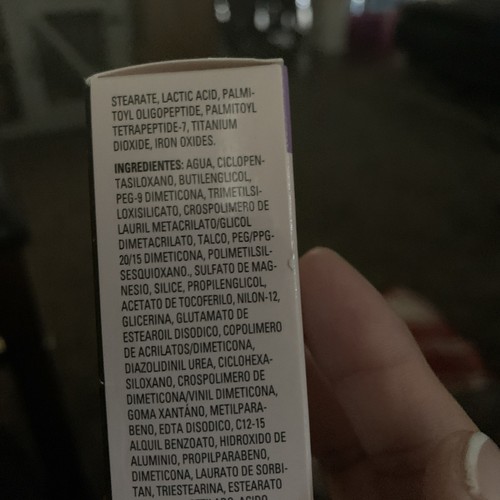 STEARATE, LACTIC ACID, PALMI-
TOYL OLIGOPEPTIDE, PALMITOYL
TETRAPEPTIDE-7, TITANIUM
DIOXIDE, IRON OXIDES.
INGREDIENTES: AGUA, CICLOPEN-
TASILOXANO, BUTILENGLICOL,
PEG-9 DIMETICONA, TRIMETILSI-
LOXISILICATO, CROSPOLIMERO DE
LAURIL METACRILATO/GLICOL
DIMETACRILATO, TALCO, PEG/PPG-
20/15 DIMETICONA, POLIMETILSIL-
SESQUIOXANO., SULFATO DE MAG-
NESIO, SILICE, PROPILENGLICOL,
ACETATO DE TOCOFERILO, NILON-12,
GLICERINA, GLUTAMATO DE
ESTEAROIL DISODICO, COPOLIMERO
DE ACRILATOS/DIMETICONA,
DIAZOLIDINIL UREA, CICLOHEXA-
SILOXANO, CROSPOLIMERO DE
DIMETICONA/VINIL DIMETICONA,
GOMA XANTÁNO, METILPARA-
BENO, EDTA DISODICO, C12-15
ALQUIL BENZOATO, HIDROXIDO DE
ALUMINIO, PROPILPARABENO,
DIMETICONA, LAURATO DE SORBI-
TAN, TRIESTEARINA, ESTEARATO